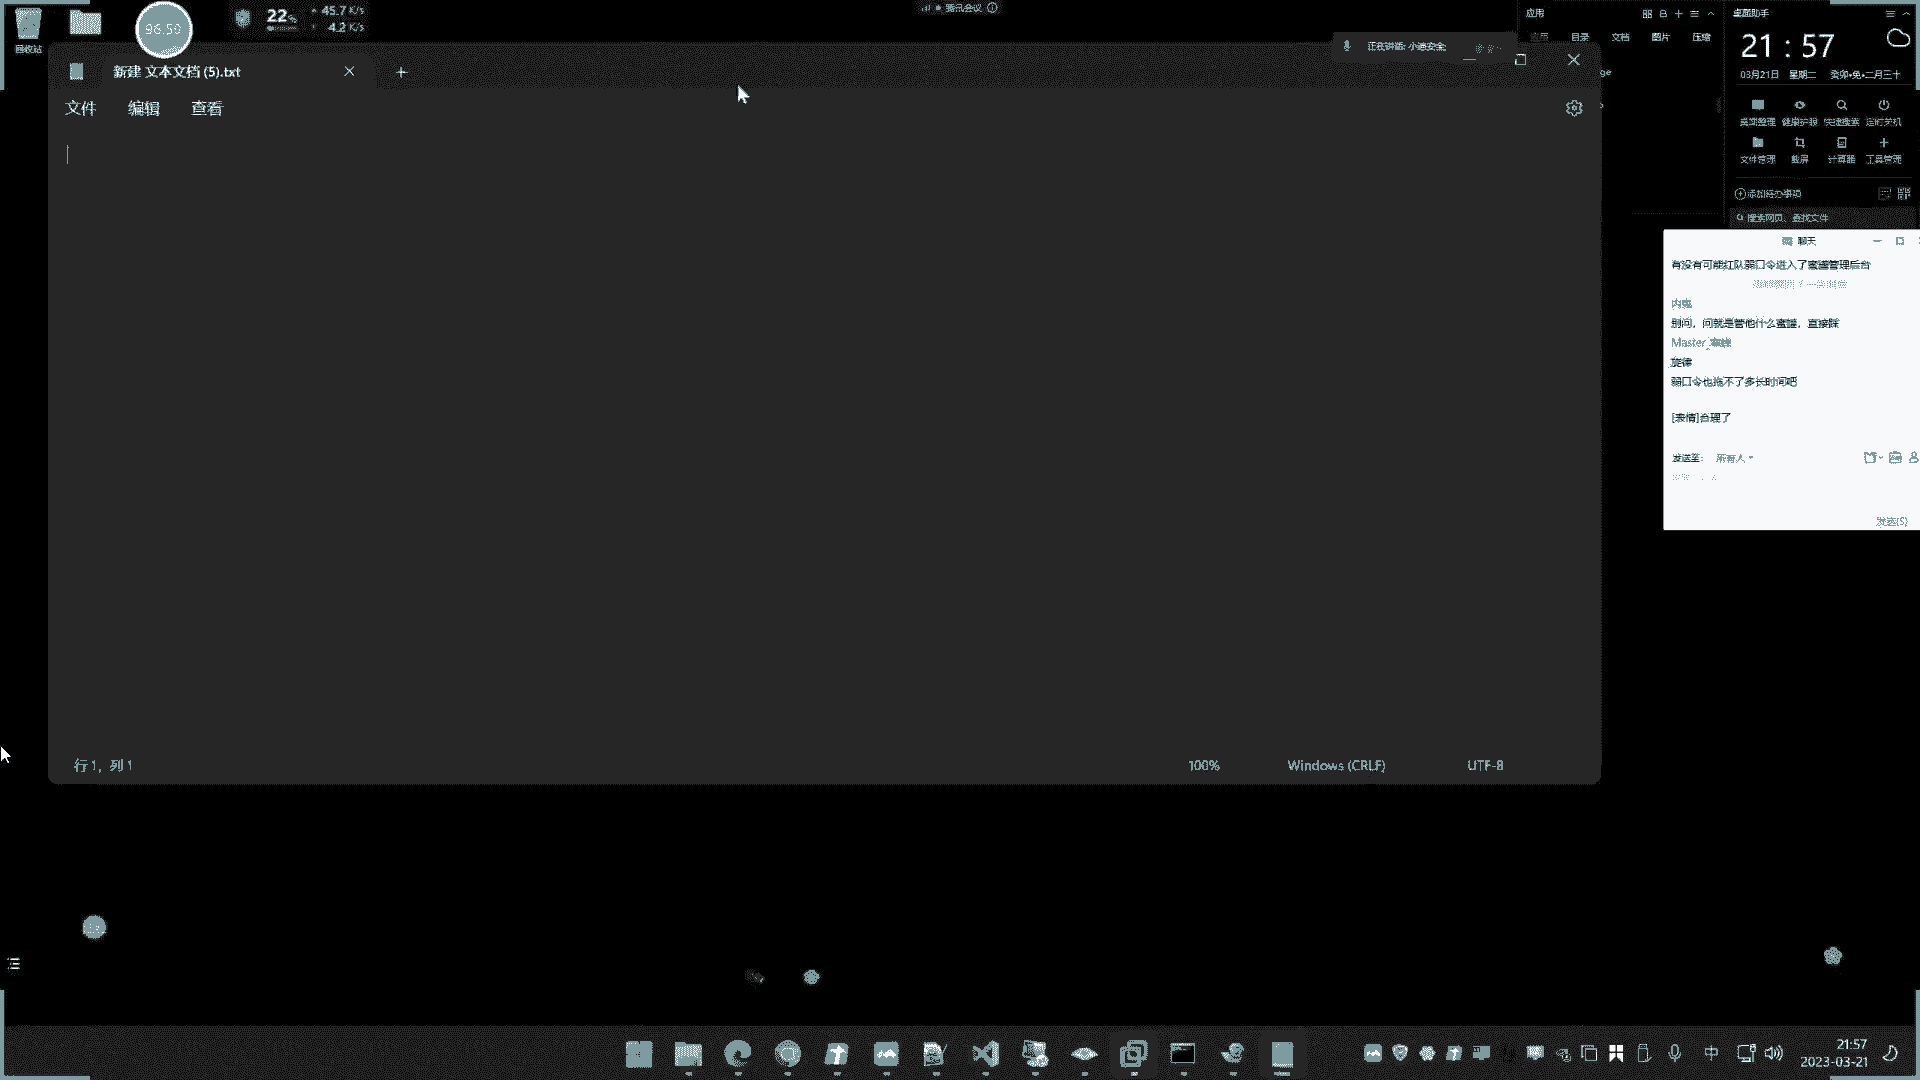 回收站
96:50
22%
45.7 K/s
4.2 K/s
腾讯会议
正在讲话: 小迪安全
新建 文本文档 (5).txt
文件 编辑 查看
行 1，列 1
100%
Windows (CRLF)
UTF-8
应用
目录 文档 图片 压缩
桌面助手
21 : 57
03月21日 星期二 癸卯•兔•二月三十
桌面整理 健康护眼 快速搜索 定时关机
文件管理 截屏 计算器 工具管理
添加待办事项
搜索网页、查找文件
聊天
有没有可能红队弱口令进入了蜜罐管理后台
内鬼
别问，问就是管他什么蜜罐，直接踩
旋律
弱口令也拖不了多长时间吧
[表情]合理了
发送至: 所有人
发送(S)
中
21:57
2023-03-21